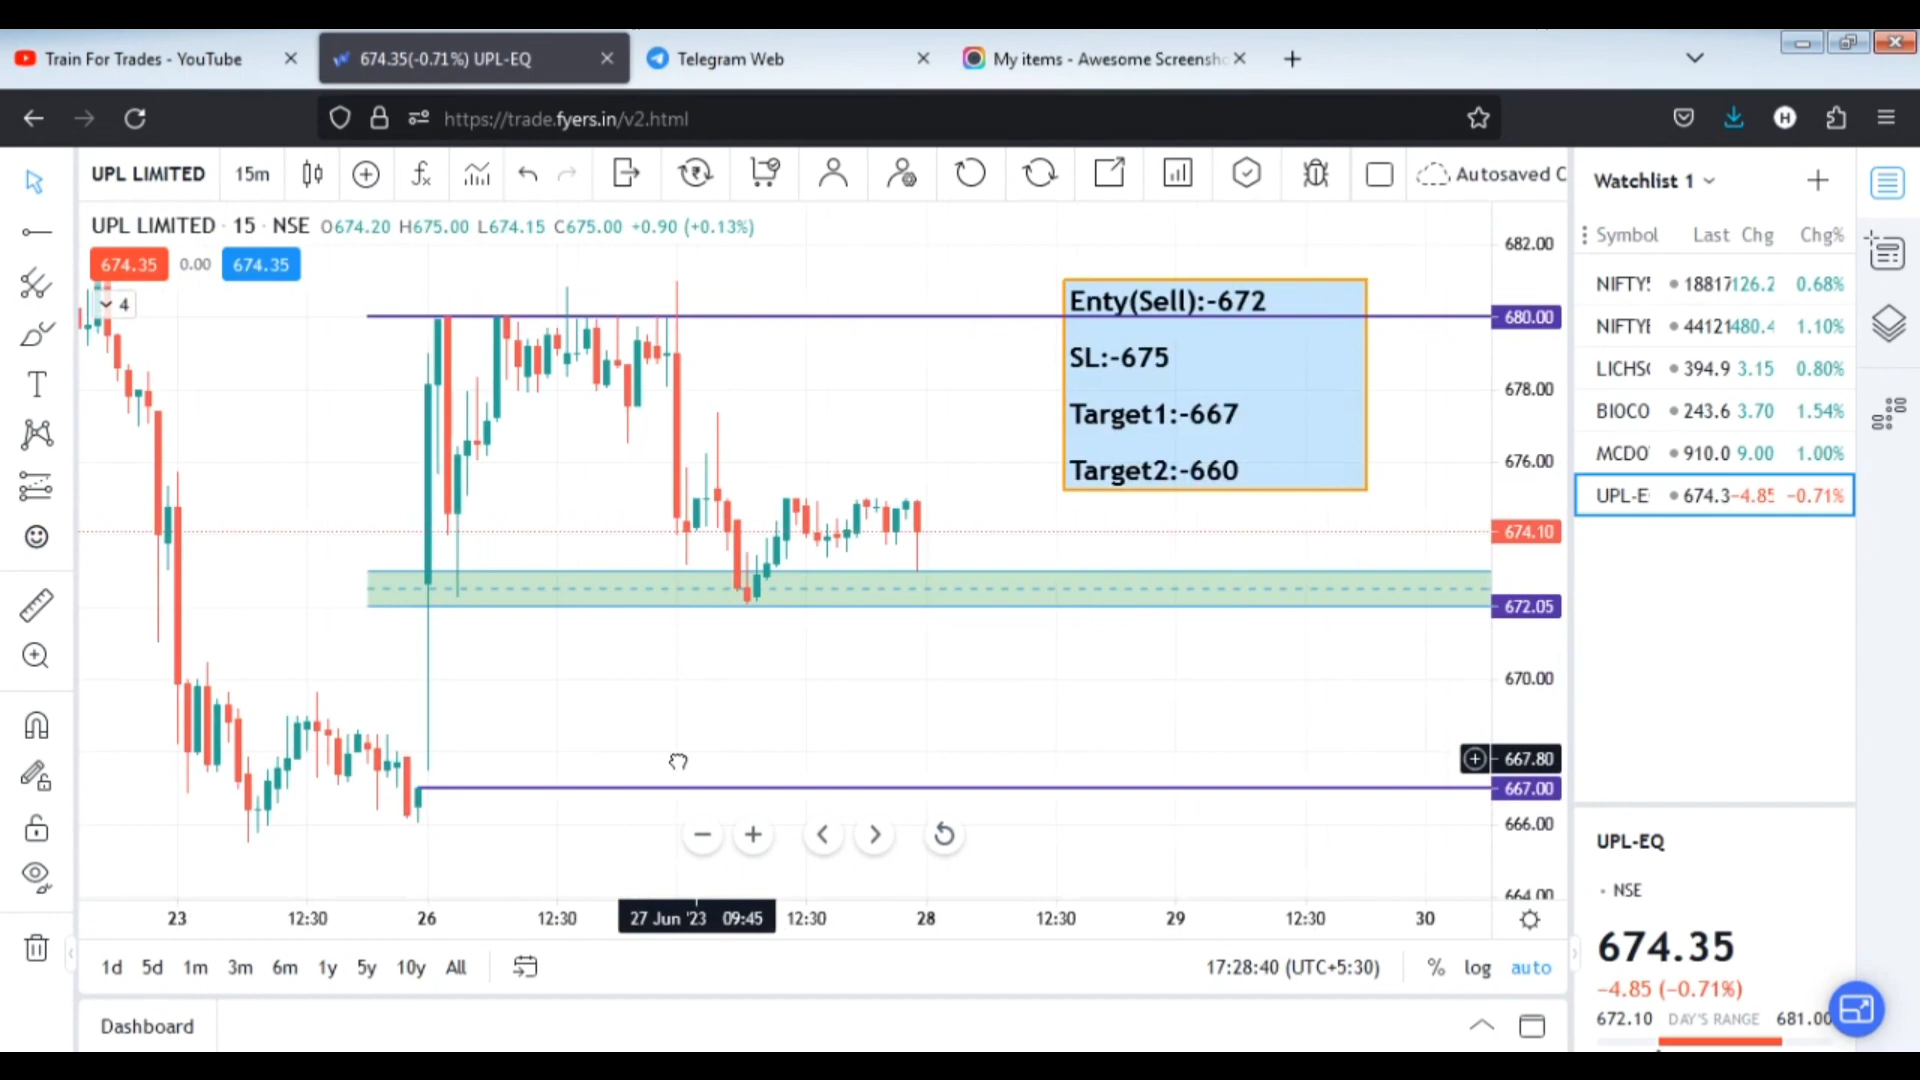 Train For Trades - YouTube
674.35(-0.71%) UPL-EQ
Telegram Web
My items - Awesome Screensh
https://trade.fyers.in/v2.html
UPL LIMITED 15m
Autosaved C
UPL LIMITED · 15 · NSE O674.20 H675.00 L674.15 C675.00 +0.90 (+0.13%)
674.35 0.00 674.35
4
Enty(Sell):-672
SL:-675
Target1:-667
Target2:-660
682.00
680.00
678.00
676.00
674.10
672.05
670.00
667.80
667.00
666.00
664.00
23 12:30 26 12:30 27 Jun '23 09:45 12:30 28 12:30 29 12:30 30
1d 5d 1m 3m 6m 1y 5y 10y All
17:28:40 (UTC+5:30) % log auto
Dashboard
Watchlist 1
Symbol Last Chg Chg%
NIFTY 18817 126.2 0.68%
NIFTYE 44121 480.4 1.10%
LICHS 394.9 3.15 0.80%
BIOCO 243.6 3.70 1.54%
MCDO 910.0 9.00 1.00%
UPL-E 674.3 −4.85 −0.71%
UPL-EQ
· NSE
674.35
−4.85 (−0.71%)
672.10 DAY'S RANGE 681.00